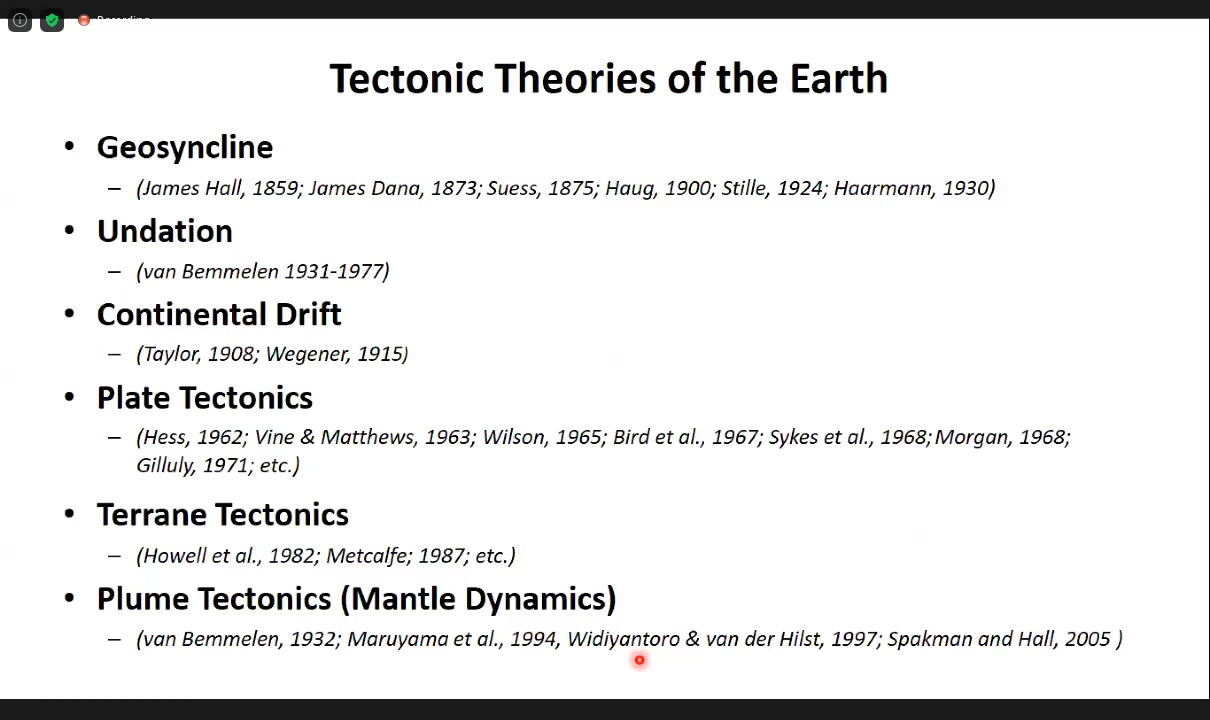 Recording
Tectonic Theories of the Earth
• Geosyncline
– (James Hall, 1859; James Dana, 1873; Suess, 1875; Haug, 1900; Stille, 1924; Haarmann, 1930)
• Undation
– (van Bemmelen 1931-1977)
• Continental Drift
– (Taylor, 1908; Wegener, 1915)
• Plate Tectonics
– (Hess, 1962; Vine & Matthews, 1963; Wilson, 1965; Bird et al., 1967; Sykes et al., 1968; Morgan, 1968;
Gilluly, 1971; etc.)
• Terrane Tectonics
– (Howell et al., 1982; Metcalfe; 1987; etc.)
• Plume Tectonics (Mantle Dynamics)
– (van Bemmelen, 1932; Maruyama et al., 1994, Widiyantoro & van der Hilst, 1997; Spakman and Hall, 2005 )